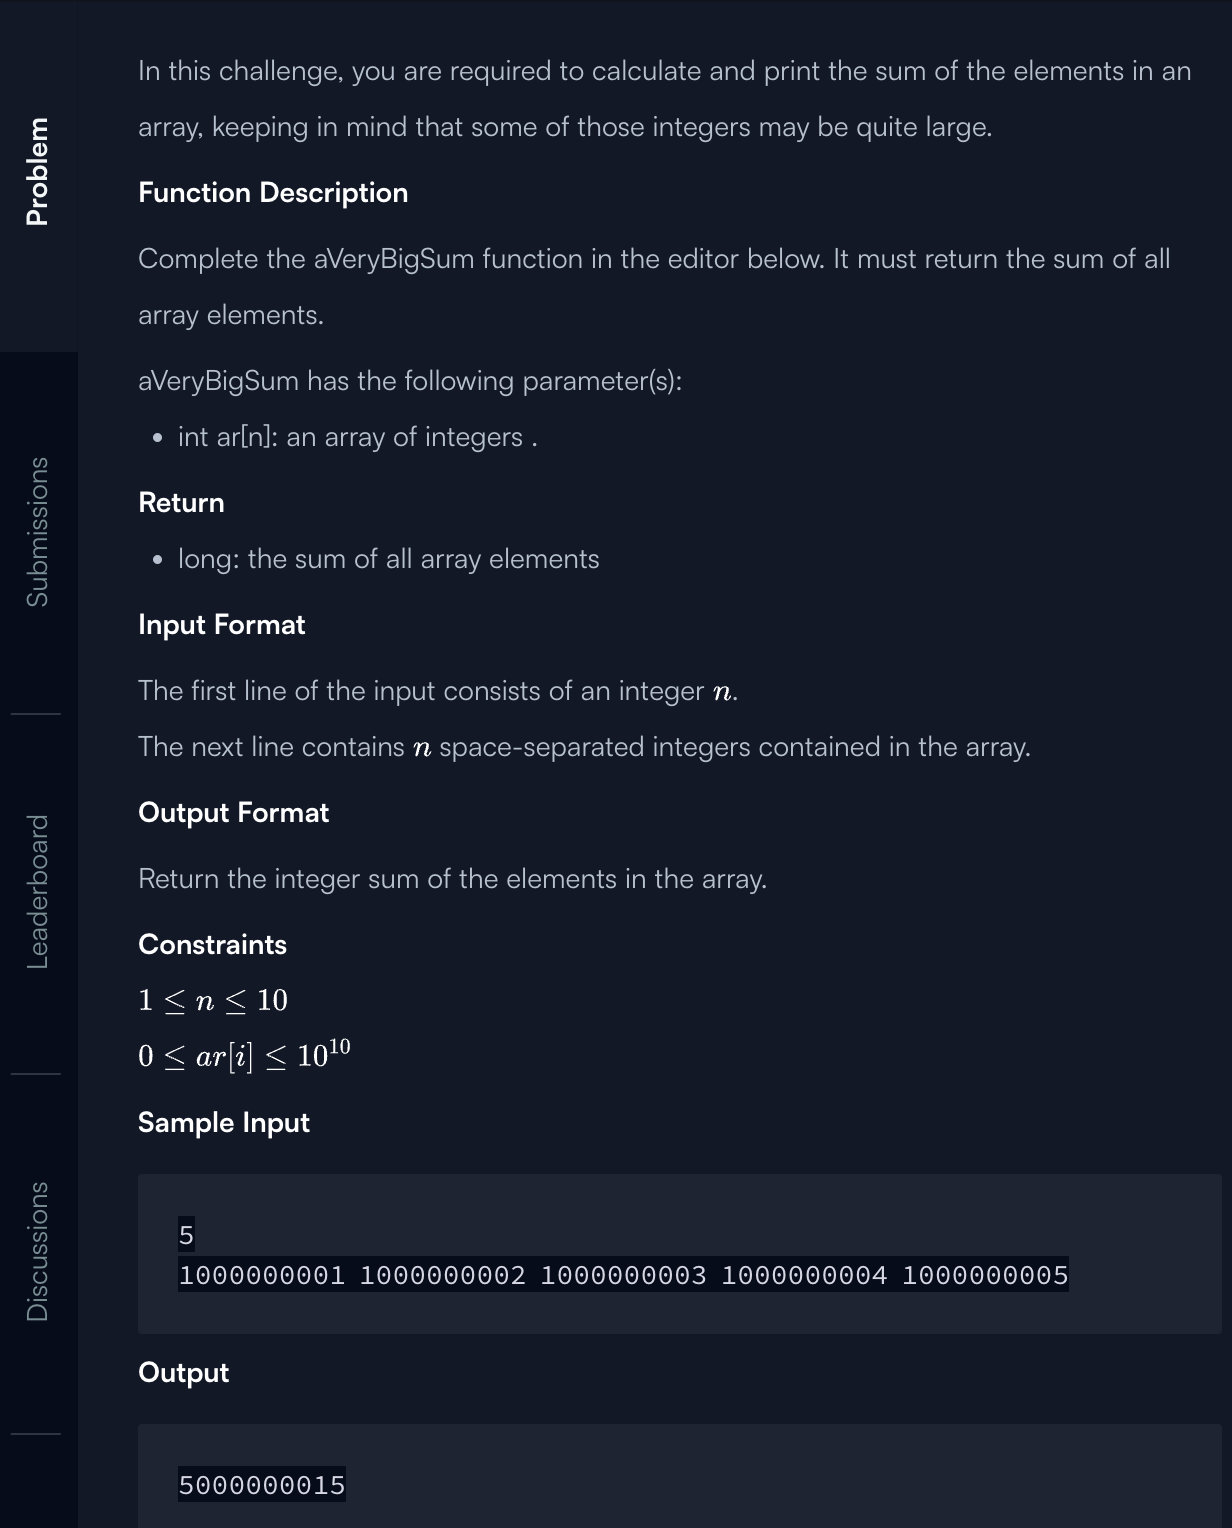 Problem
Submissions
Leaderboard
Discussions
In this challenge, you are required to calculate and print the sum of the elements in an
array, keeping in mind that some of those integers may be quite large.
Function Description
Complete the aVeryBigSum function in the editor below. It must return the sum of all
array elements.
aVeryBigSum has the following parameter(s):
• int ar[n]: an array of integers .
Return
• long: the sum of all array elements
Input Format
The first line of the input consists of an integer n.
The next line contains n space-separated integers contained in the array.
Output Format
Return the integer sum of the elements in the array.
Constraints
1 ≤ n ≤ 10
0 ≤ ar[i] ≤ 10¹⁰
Sample Input
5
1000000001 1000000002 1000000003 1000000004 1000000005
Output
5000000015